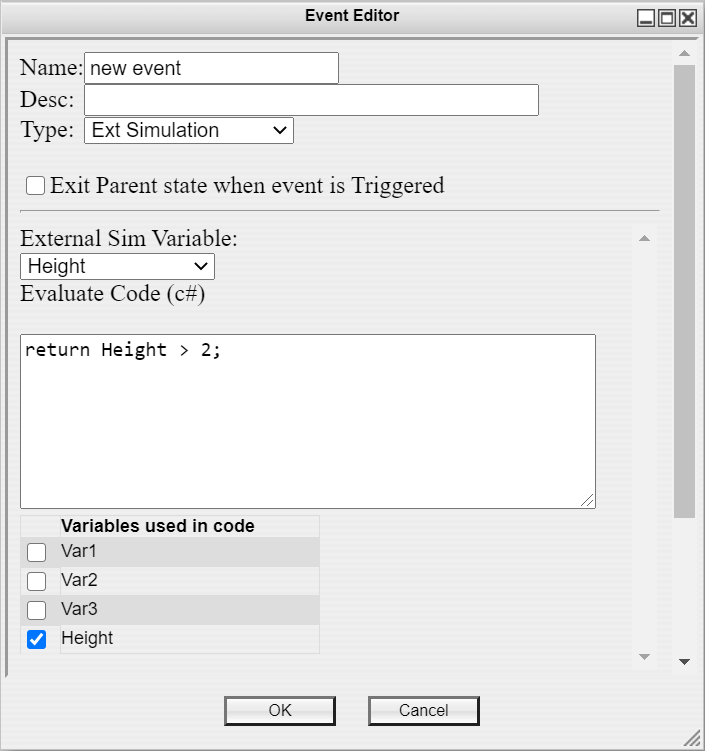 Event Editor
Name: new event
Desc:
Type: Ext Simulation
Exit Parent state when event is Triggered
External Sim Variable:
Height
Evaluate Code (c#)
return Height > 2;
Variables used in code
Var1
Var2
Var3
Height
OK Cancel